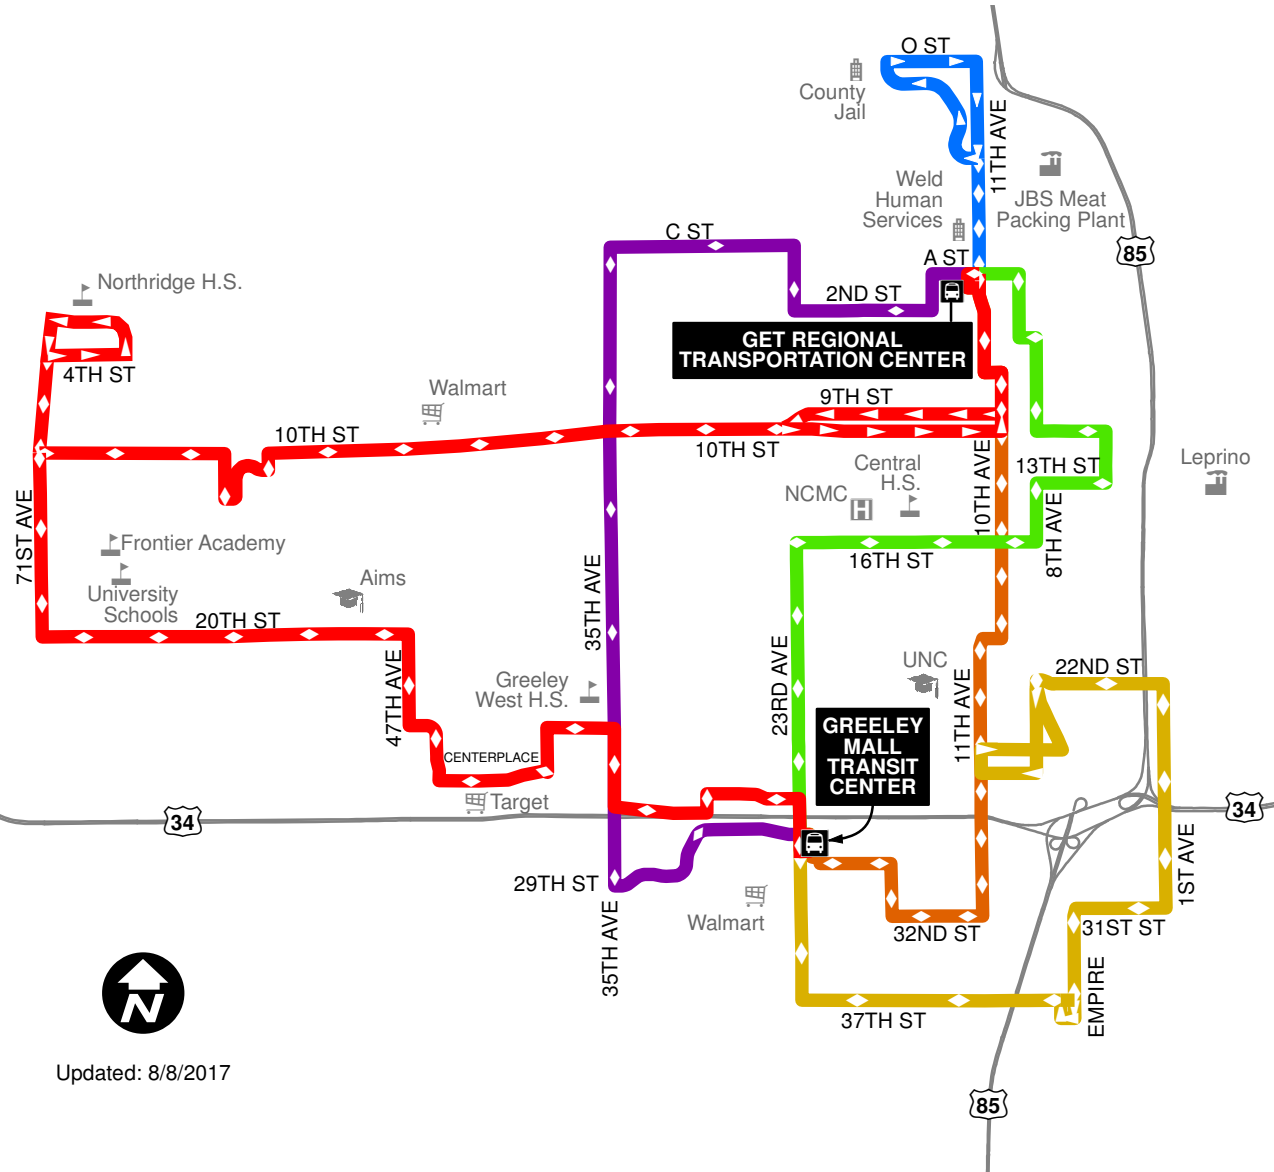 O ST
County
Jail
11TH AVE
Weld
Human
Services
JBS Meat
Packing Plant
C ST
A ST
85
Northridge H.S.
2ND ST
GET REGIONAL
TRANSPORTATION CENTER
4TH ST
Walmart
9TH ST
10TH ST
10TH ST
10TH AVE
Central
H.S.
13TH ST
Leprino
NCMC
71ST AVE
Frontier Academy
University
Schools
Aims
35TH AVE
16TH ST
8TH AVE
20TH ST
47TH AVE
Greeley
West H.S.
23RD AVE
UNC
11TH AVE
22ND ST
GREELEY
MALL
TRANSIT
CENTER
CENTERPLACE
Target
34
34
29TH ST
35TH AVE
Walmart
32ND ST
1ST AVE
31ST ST
EMPIRE
37TH ST
N
Updated: 8/8/2017
85